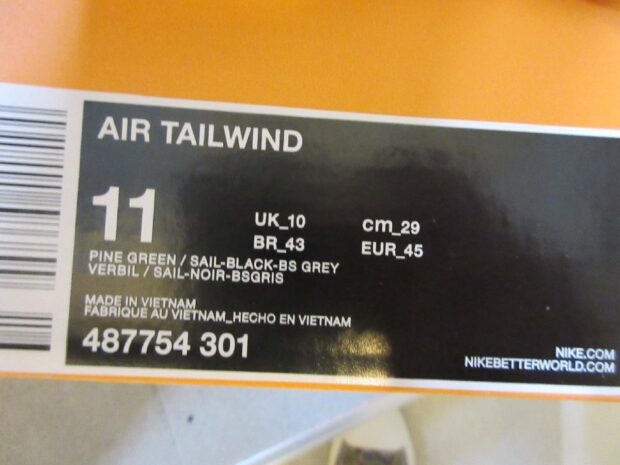 AIR TAILWIND
11
UK_10 cm_29
BR_43 EUR_45
PINE GREEN / SAIL-BLACK-BS GREY
VERBIL / SAIL-NOIR-BSGRIS
MADE IN VIETNAM
FABRIQUE AU VIETNAM_HECHO EN VIETNAM
487754 301
NIKE.COM
NIKEBETTERWORLD.COM